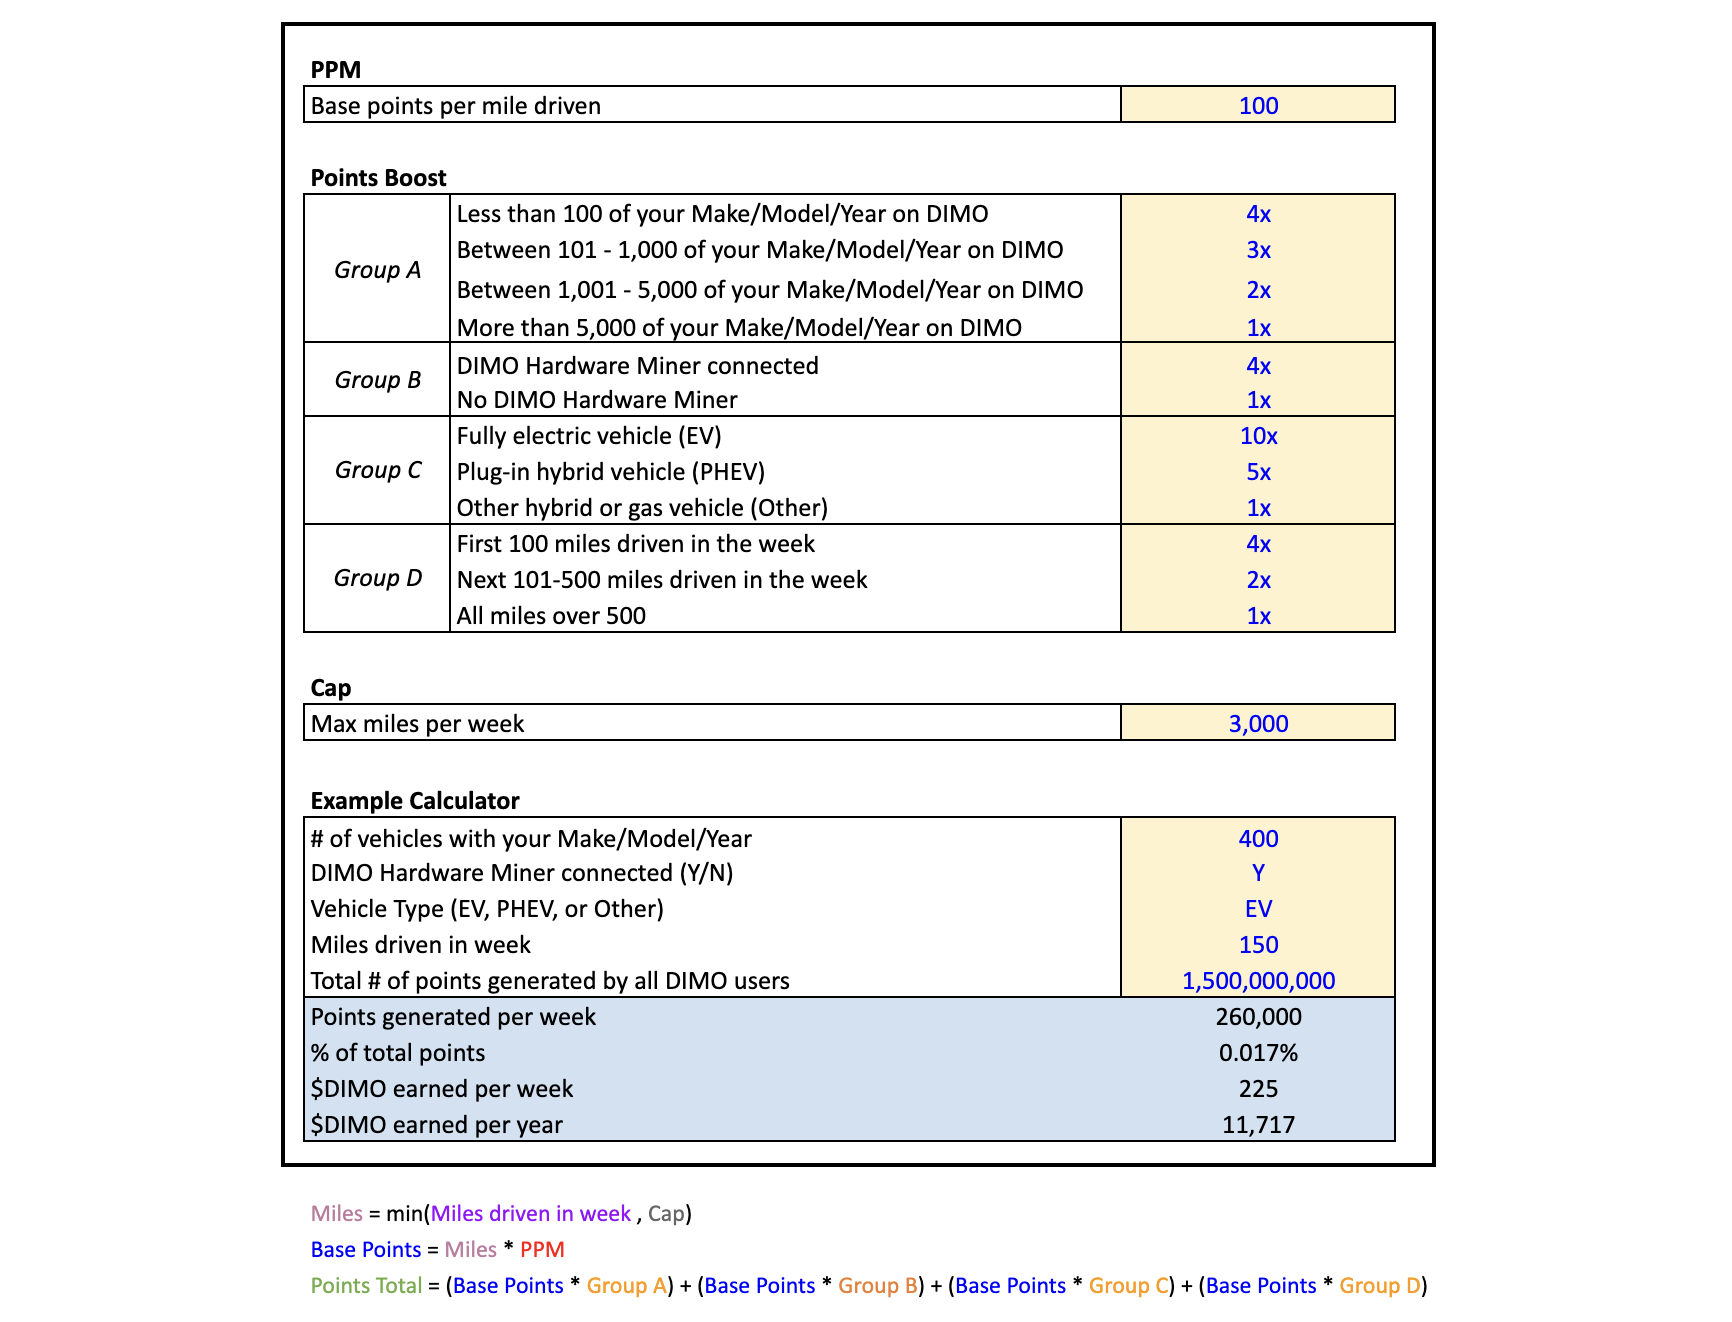 PPM
Base points per mile driven 100
Points Boost
Group A
Less than 100 of your Make/Model/Year on DIMO 4x
Between 101 - 1,000 of your Make/Model/Year on DIMO 3x
Between 1,001 - 5,000 of your Make/Model/Year on DIMO 2x
More than 5,000 of your Make/Model/Year on DIMO 1x
Group B
DIMO Hardware Miner connected 4x
No DIMO Hardware Miner 1x
Group C
Fully electric vehicle (EV) 10x
Plug-in hybrid vehicle (PHEV) 5x
Other hybrid or gas vehicle (Other) 1x
Group D
First 100 miles driven in the week 4x
Next 101-500 miles driven in the week 2x
All miles over 500 1x
Cap
Max miles per week 3,000
Example Calculator
# of vehicles with your Make/Model/Year 400
DIMO Hardware Miner connected (Y/N) Y
Vehicle Type (EV, PHEV, or Other) EV
Miles driven in week 150
Total # of points generated by all DIMO users 1,500,000,000
Points generated per week 260,000
% of total points 0.017%
$DIMO earned per week 225
$DIMO earned per year 11,717
Miles = min(Miles driven in week , Cap)
Base Points = Miles * PPM
Points Total = (Base Points * Group A) + (Base Points * Group B) + (Base Points * Group C) + (Base Points * Group D)